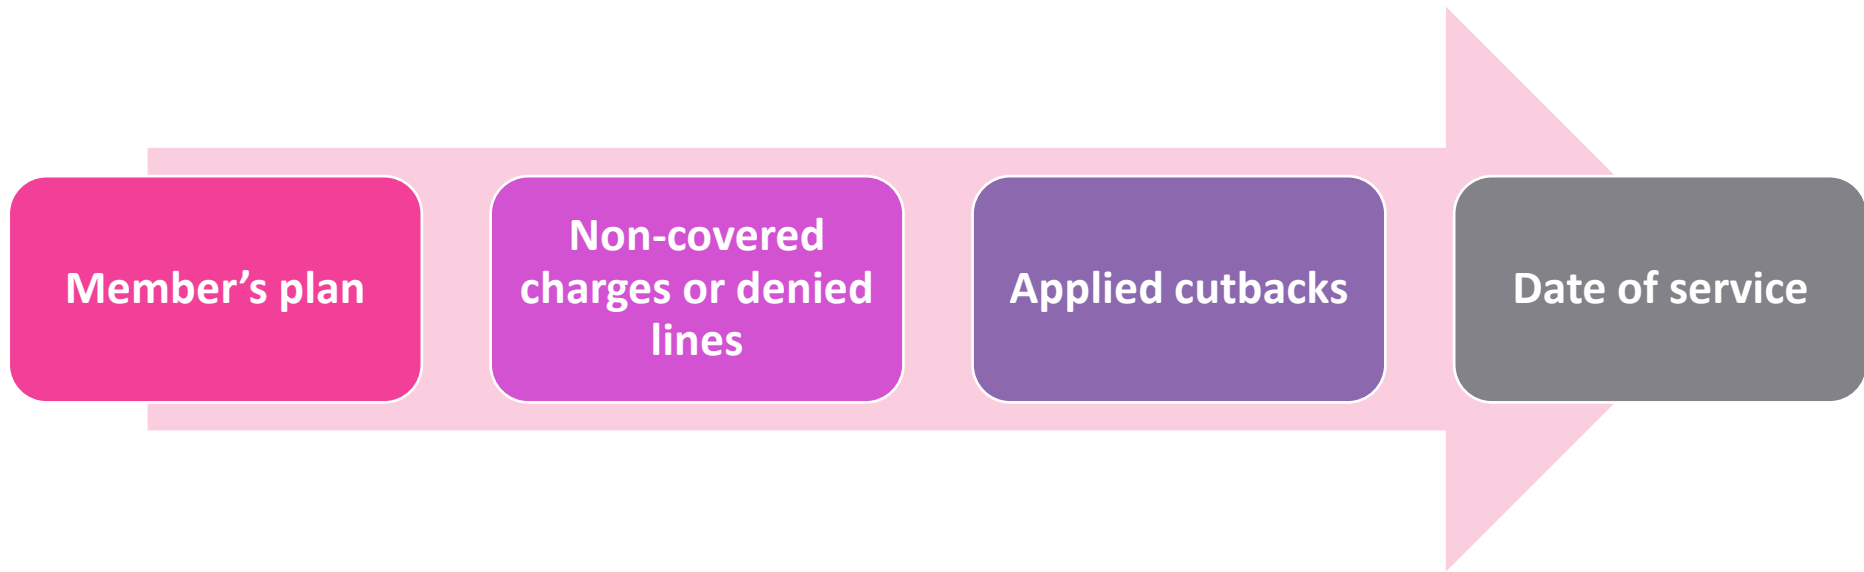 Member’s plan
Non-covered
charges or denied
lines
Applied cutbacks
Date of service